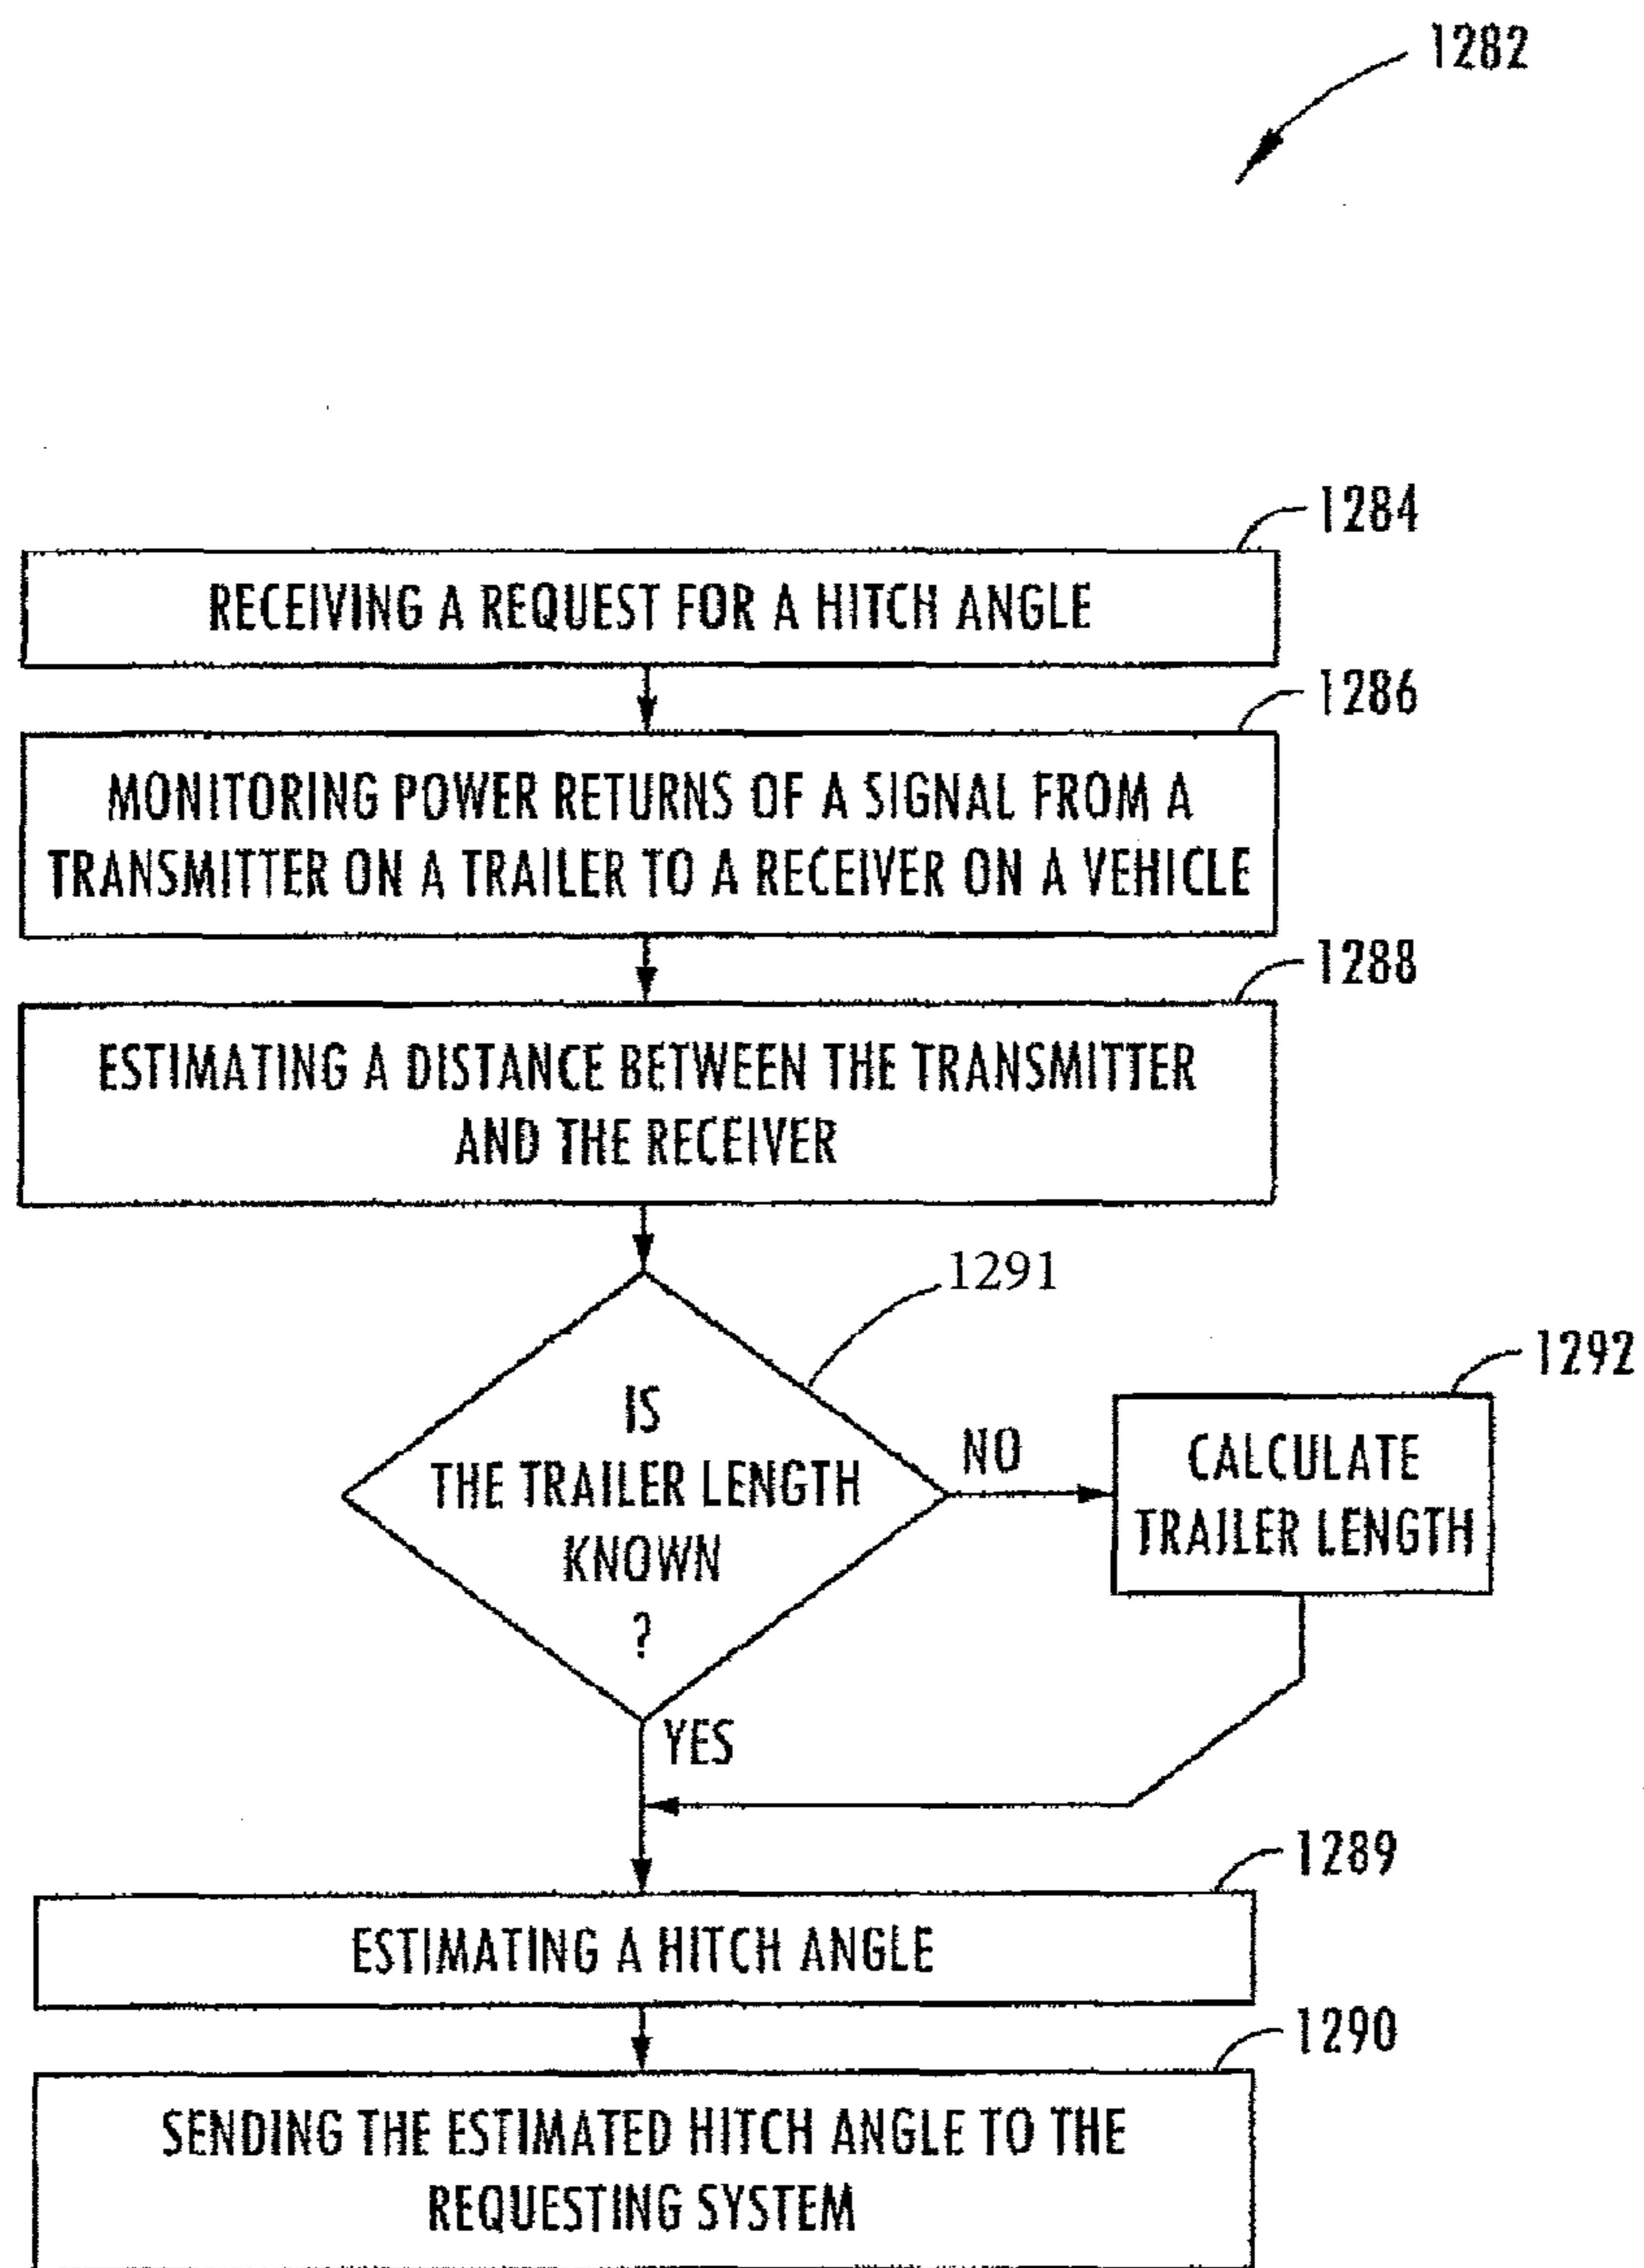 1282
1284
RECEIVING A REQUEST FOR A HITCH ANGLE
1286
MONITORING POWER RETURNS OF A SIGNAL FROM A
TRANSMITTER ON A TRAILER TO A RECEIVER ON A VEHICLE
1288
ESTIMATING A DISTANCE BETWEEN THE TRANSMITTER
AND THE RECEIVER
1291
IS
THE TRAILER LENGTH
KNOWN
?
NO
1292
CALCULATE
TRAILER LENGTH
YES
1289
ESTIMATING A HITCH ANGLE
1290
SENDING THE ESTIMATED HITCH ANGLE TO THE
REQUESTING SYSTEM